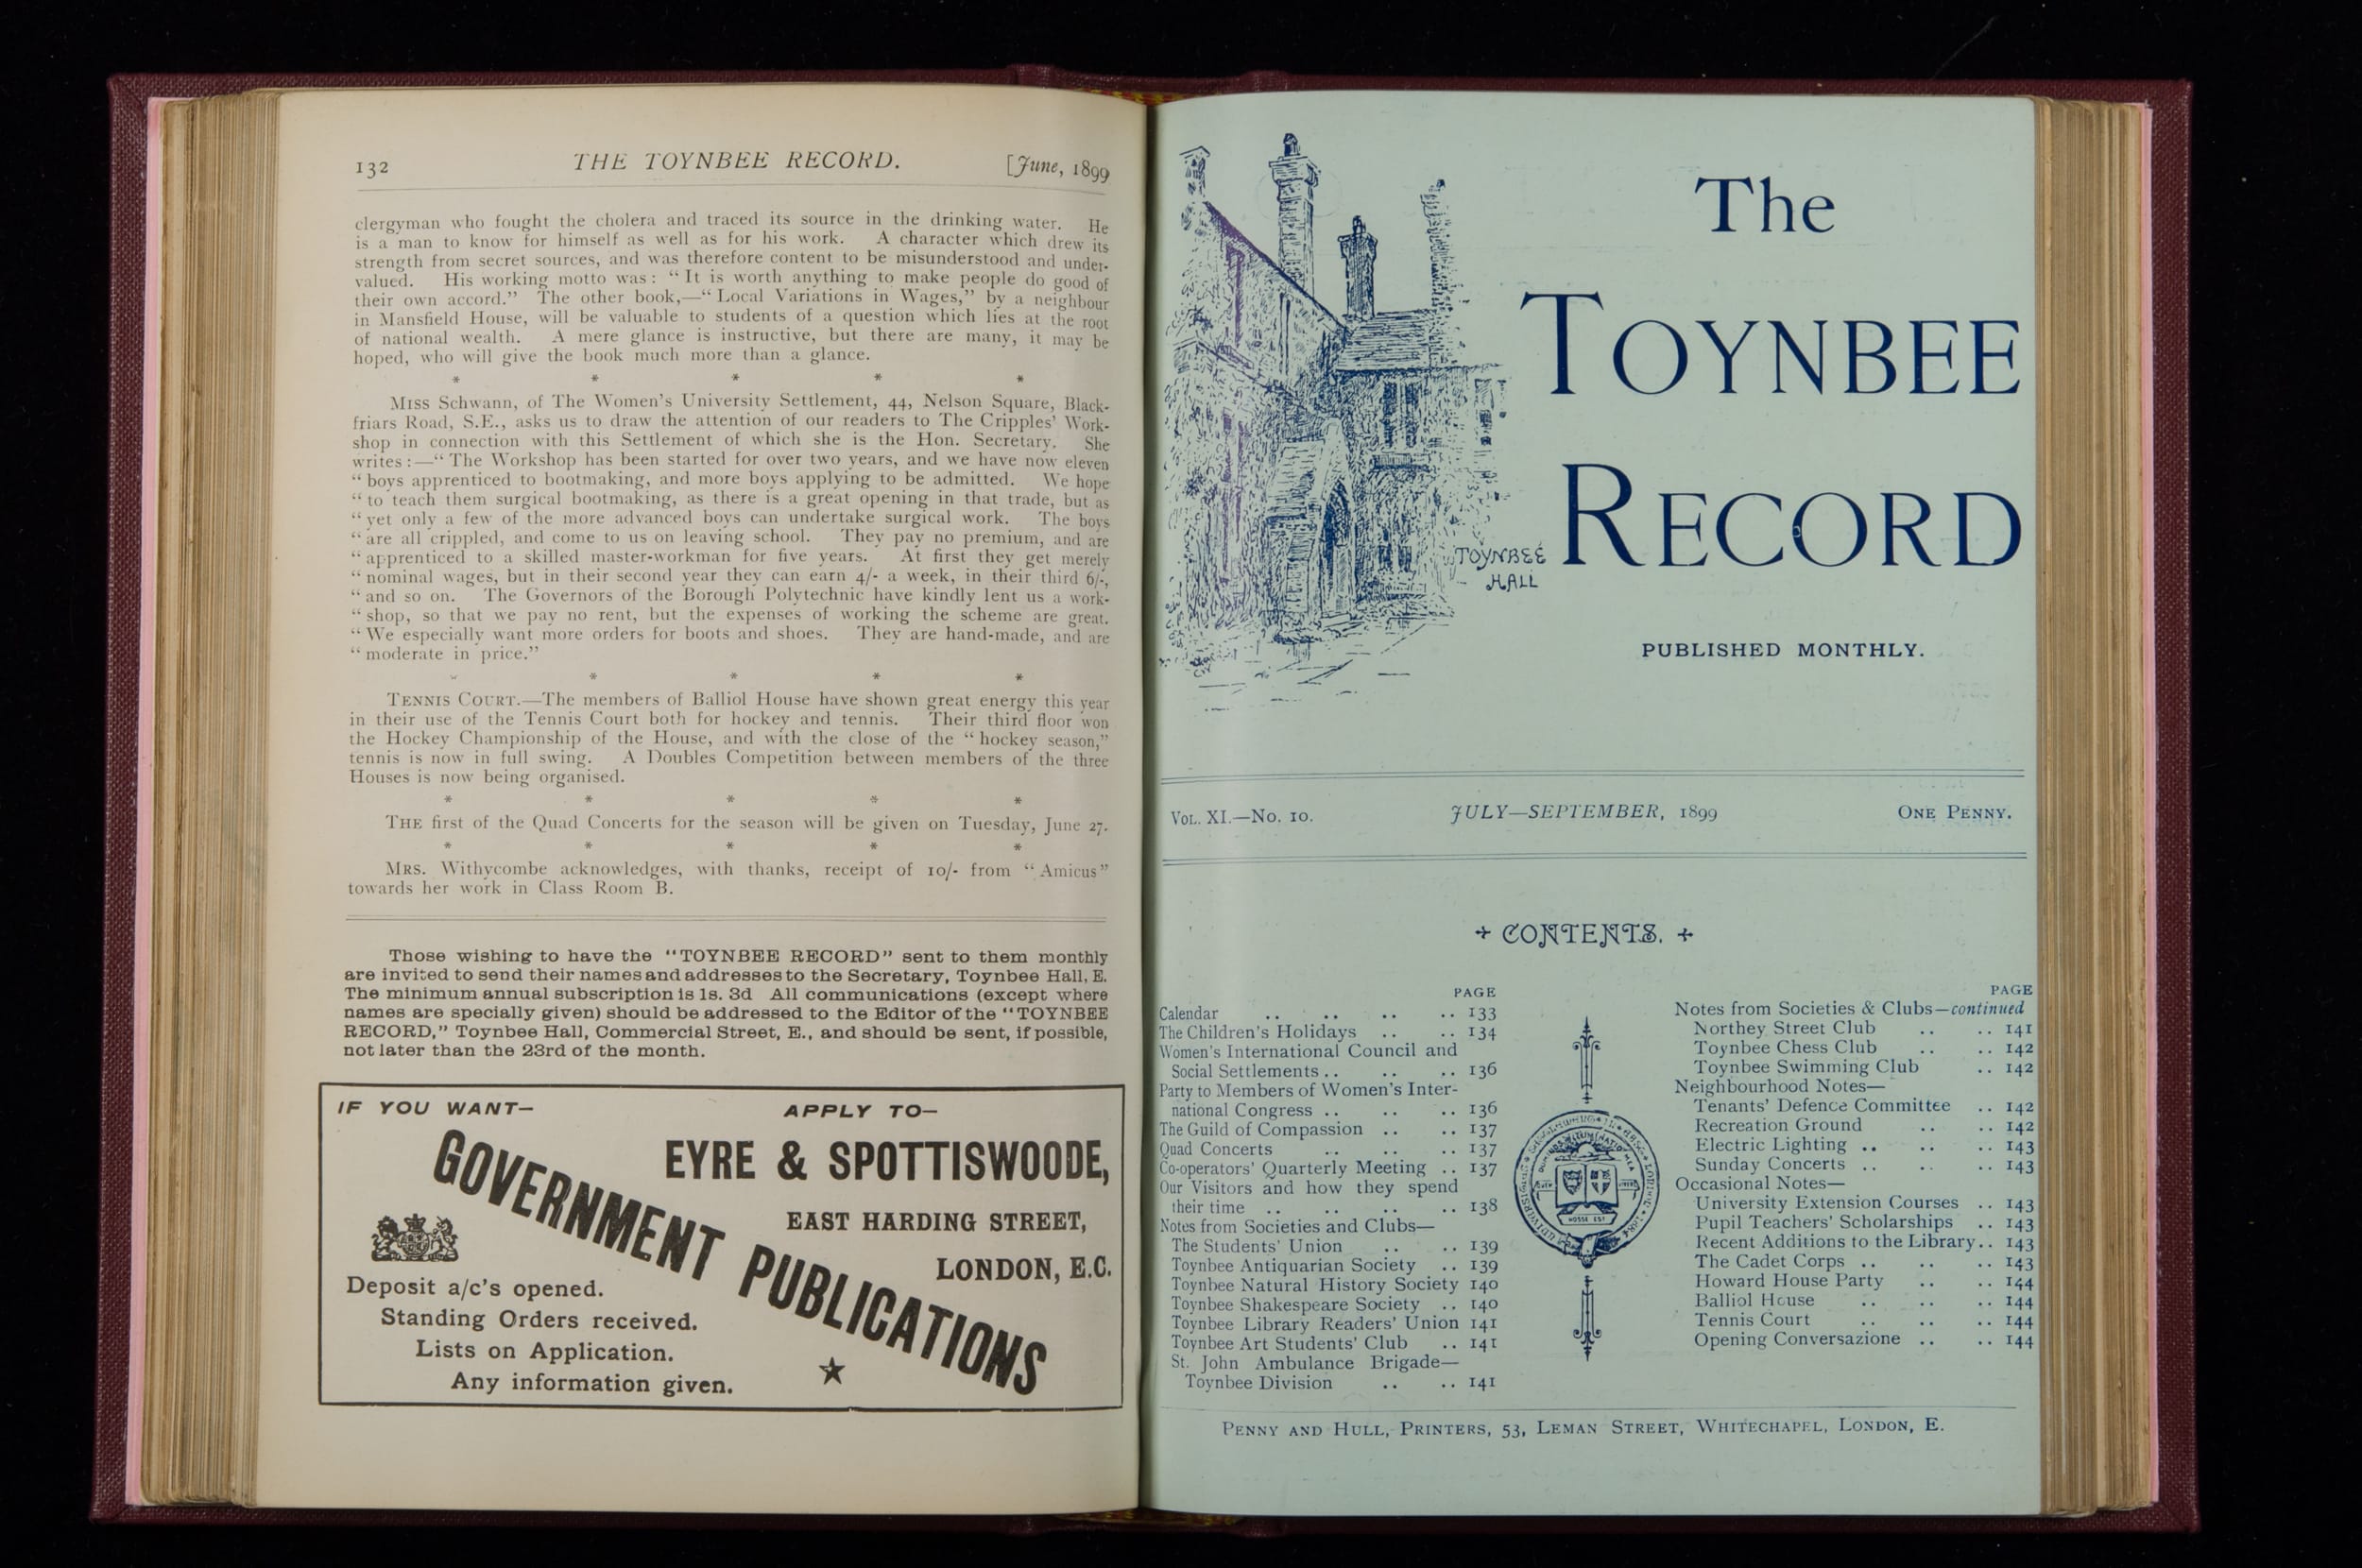 132 THE TOYNBEE RECORD. [June, 1899
clergyman who fought the cholera and traced its source in the drinking water. He
is a man to know for himself as well as for his work. A character which drew its
strength from secret sources, and was therefore content to be misunderstood and under-
valued. His working motto was: “It is worth anything to make people do good of
their own accord.” The other book,—“Local Variations in Wages,” by a neighbour
in Mansfield House, will be valuable to students of a question which lies at the root
of national wealth. A mere glance is instructive, but there are many, it may be
hoped, who will give the book much more than a glance.
* * * * *
MISS Schwann, of The Women’s University Settlement, 44, Nelson Square, Black-
friars Road, S.E., asks us to draw the attention of our readers to The Cripples’ Work-
shop in connection with this Settlement of which she is the Hon. Secretary. She
writes:—“The Workshop has been started for over two years, and we have now eleven
“boys apprenticed to bootmaking, and more boys applying to be admitted. We hope
“to teach them surgical bootmaking, as there is a great opening in that trade, but as
“yet only a few of the more advanced boys can undertake surgical work. The boys
“are all crippled, and come to us on leaving school. They pay no premium, and are
“apprenticed to a skilled master-workman for five years. At first they get merely
“nominal wages, but in their second year they can earn 4/- a week, in their third 6/-,
“and so on. The Governors of the Borough Polytechnic have kindly lent us a work-
“shop, so that we pay no rent, but the expenses of working the scheme are great.
“We especially want more orders for boots and shoes. They are hand-made, and are
“moderate in price.”
* * * * *
TENNIS COURT.—The members of Balliol House have shown great energy this year
in their use of the Tennis Court both for hockey and tennis. Their third floor won
the Hockey Championship of the House, and with the close of the “hockey season,”
tennis is now in full swing. A Doubles Competition between members of the three
Houses is now being organised.
* * * * *
THE first of the Quad Concerts for the season will be given on Tuesday, June 27.
* * * * *
MRS. Withycombe acknowledges, with thanks, receipt of 10/- from “Amicus”
towards her work in Class Room B.
Those wishing to have the “TOYNBEE RECORD” sent to them monthly
are invited to send their names and addresses to the Secretary, Toynbee Hall, E.
The minimum annual subscription is 1s. 3d All communications (except where
names are specially given) should be addressed to the Editor of the “TOYNBEE
RECORD,” Toynbee Hall, Commercial Street, E., and should be sent, if possible,
not later than the 23rd of the month.
IF YOU WANT— APPLY TO—
GOVERNMENT PUBLICATIONS
EYRE & SPOTTISWOODE,
EAST HARDING STREET,
LONDON, E.C.
Deposit a/c’s opened.
Standing Orders received.
Lists on Application.
Any information given.
The
TOYNBEE
RECORD
TOYNBEE
HALL
PUBLISHED MONTHLY.
VOL. XI.—NO. 10. JULY—SEPTEMBER, 1899 ONE PENNY.
CONTENTS.
PAGE
Calendar .. .. .. .. 133
The Children’s Holidays .. .. 134
Women’s International Council and
Social Settlements .. .. .. 136
Party to Members of Women’s Inter-
national Congress .. .. .. 136
The Guild of Compassion .. .. 137
Quad Concerts .. .. .. 137
Co-operators’ Quarterly Meeting .. 137
Our Visitors and how they spend
their time .. .. .. .. 138
Notes from Societies and Clubs—
The Students’ Union .. .. 139
Toynbee Antiquarian Society .. 139
Toynbee Natural History Society 140
Toynbee Shakespeare Society .. 140
Toynbee Library Readers’ Union 141
Toynbee Art Students’ Club .. 141
St. John Ambulance Brigade—
Toynbee Division .. .. 141
PAGE
Notes from Societies & Clubs—continued
Northey Street Club .. .. 141
Toynbee Chess Club .. .. 142
Toynbee Swimming Club .. 142
Neighbourhood Notes—
Tenants’ Defence Committee .. 142
Recreation Ground .. .. 142
Electric Lighting .. .. .. 143
Sunday Concerts .. .. .. 143
Occasional Notes—
University Extension Courses .. 143
Pupil Teachers’ Scholarships .. 143
Recent Additions to the Library .. 143
The Cadet Corps .. .. .. 143
Howard House Party .. .. 144
Balliol House .. .. .. 144
Tennis Court .. .. .. 144
Opening Conversazione .. .. 144
PENNY AND HULL, PRINTERS, 53, LEMAN STREET, WHITECHAPEL, LONDON, E.